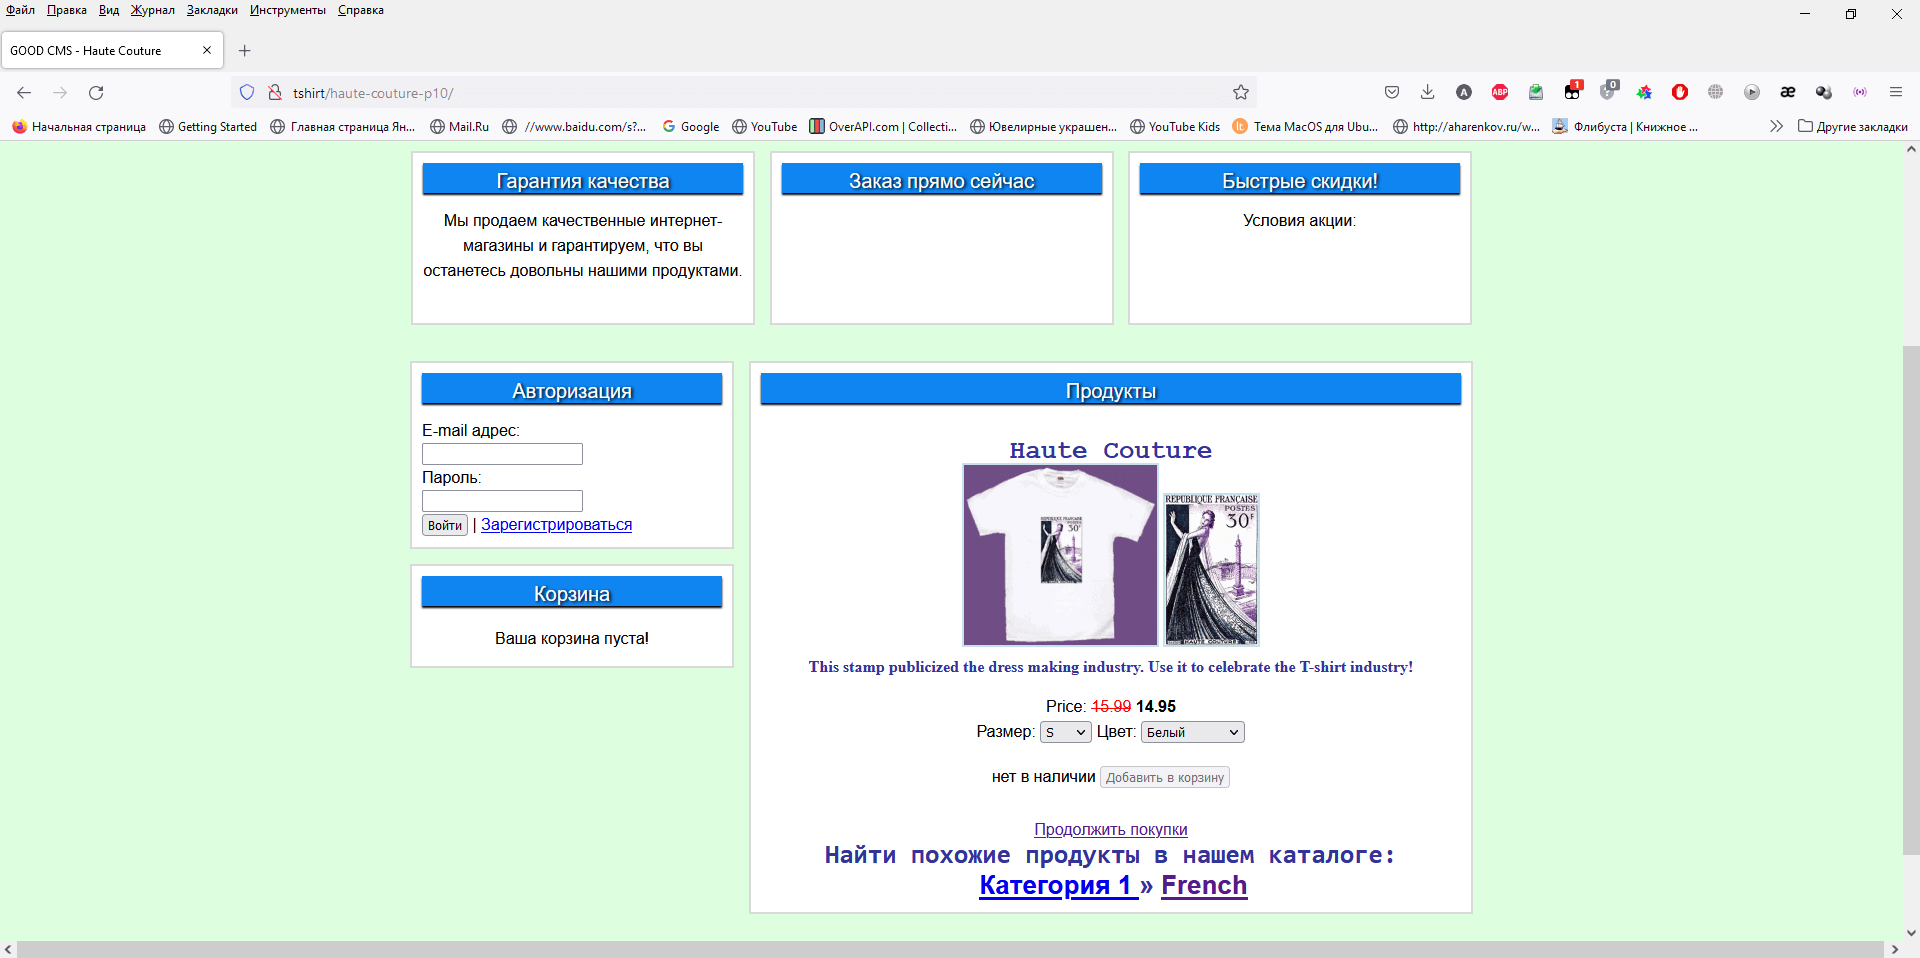 Файл Правка Вид Журнал Закладки Инструменты Справка
GOOD CMS - Haute Couture
tshirt/haute-couture-p10/
A ABP 1 0 æ
Начальная страница Getting Started Главная страница Ян... Mail.Ru //www.baidu.com/s?... Google YouTube OverAPI.com | Collecti... Ювелирные украшен... YouTube Kids Тема MacOS для Ubu... http://aharenkov.ru/w... Флибуста | Книжное ... Другие закладки
Гарантия качества
Мы продаем качественные интернет-
магазины и гарантируем, что вы
останетесь довольны нашими продуктами.
Заказ прямо сейчас
Быстрые скидки!
Условия акции:
Авторизация
E-mail адрес:
Пароль:
Войти | Зарегистрироваться
Корзина
Ваша корзина пуста!
Продукты
Haute Couture
REPUBLIQUE FRANÇAISE
POSTES
30F
HAUTE COUTURE
This stamp publicized the dress making industry. Use it to celebrate the T-shirt industry!
Price: 15.99 14.95
Размер: S Цвет: Белый
нет в наличии Добавить в корзину
Продолжить покупки
Найти похожие продукты в нашем каталоге:
Категория 1 » French